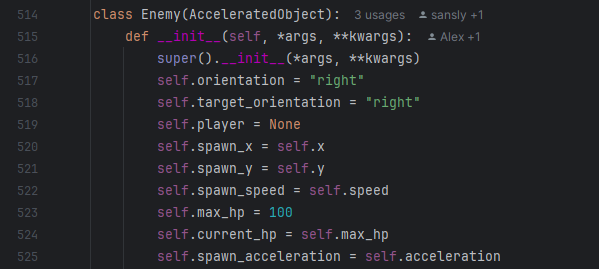 514 class Enemy(AcceleratedObject): 3 usages sansly +1
515 def __init__(self, *args, **kwargs): Alex +1
516 super().__init__(*args, **kwargs)
517 self.orientation = "right"
518 self.target_orientation = "right"
519 self.player = None
520 self.spawn_x = self.x
521 self.spawn_y = self.y
522 self.spawn_speed = self.speed
523 self.max_hp = 100
524 self.current_hp = self.max_hp
525 self.spawn_acceleration = self.acceleration